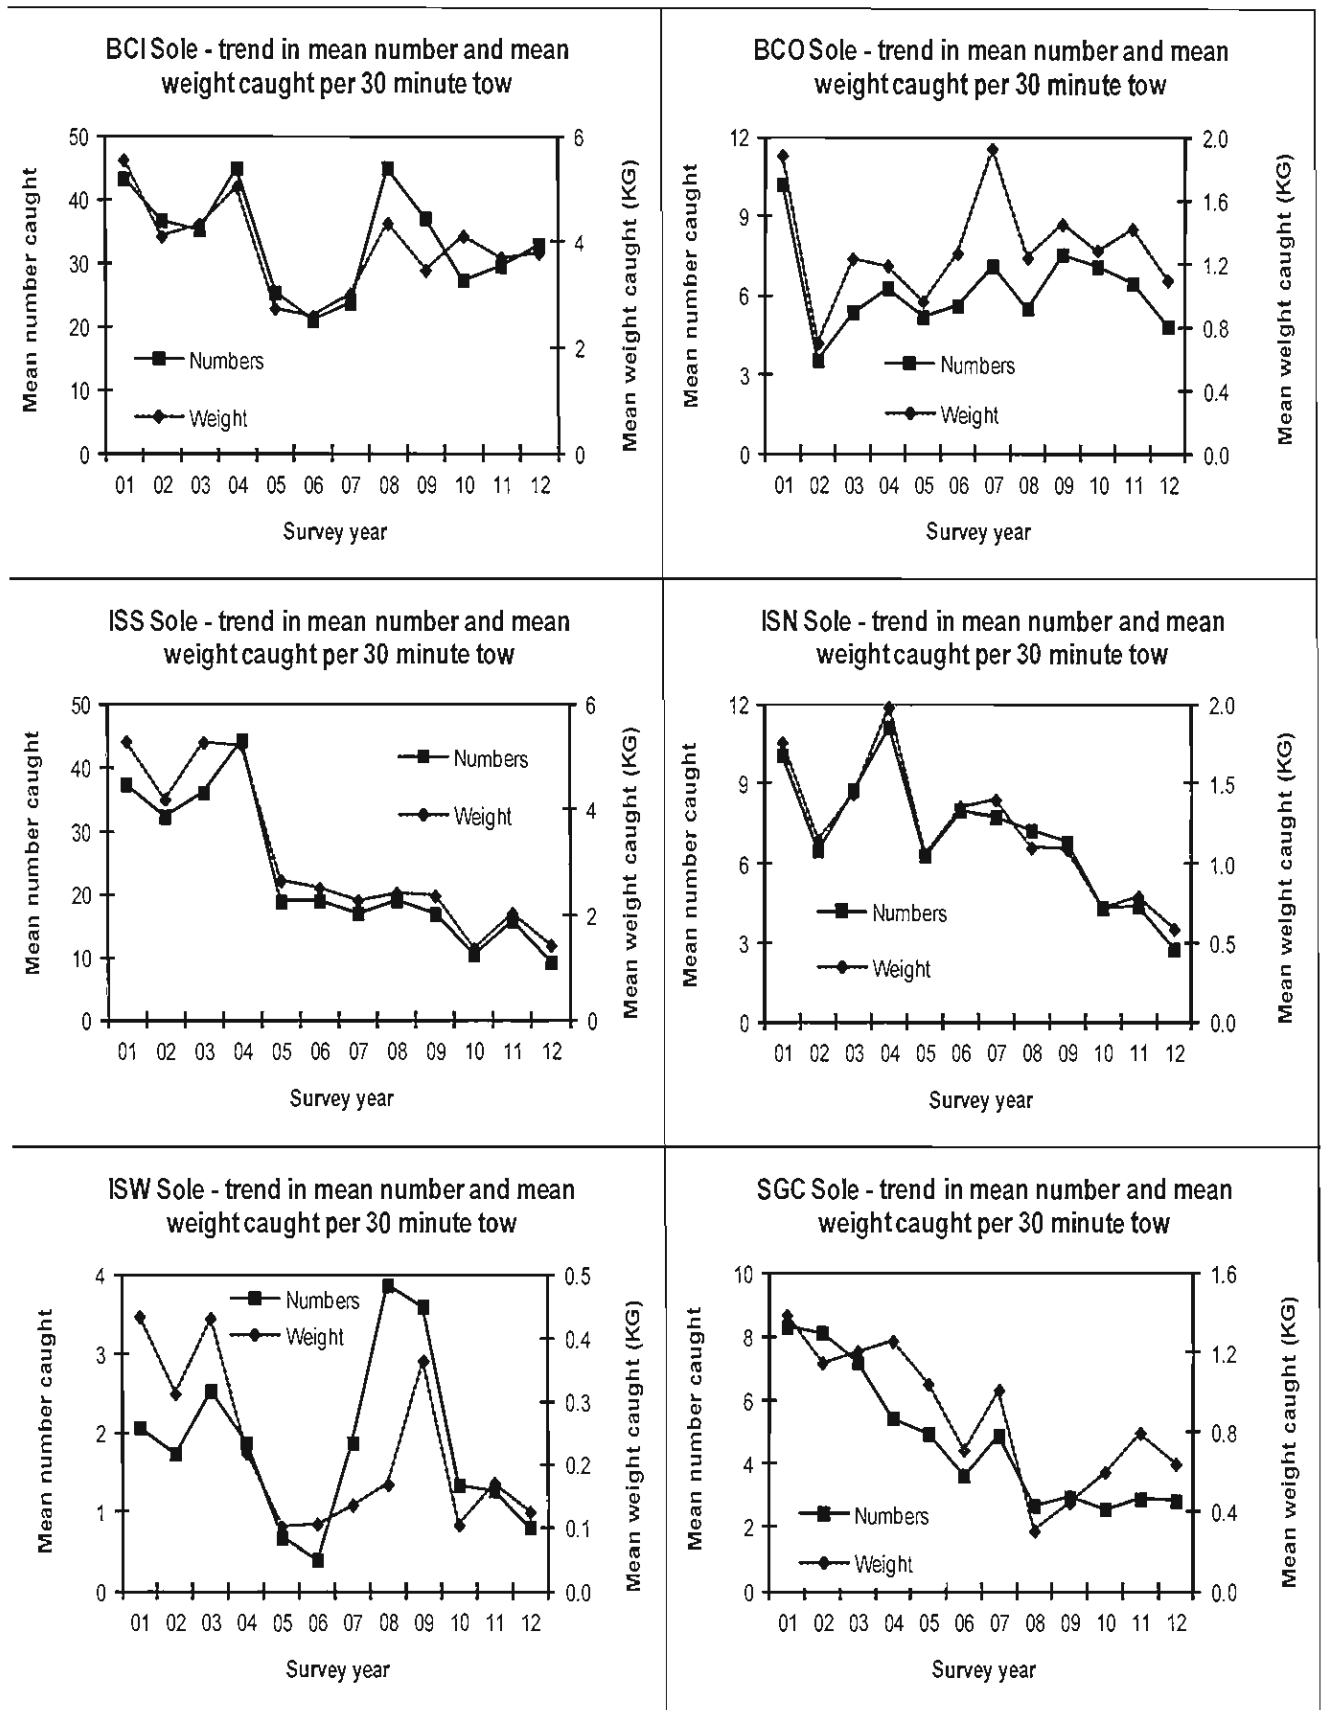 BCI Sole - trend in mean number and mean
weight caught per 30 minute tow
50
40
30
20
10
0
6
4
2
0
Mean number caught
Mean weight caught (KG)
Numbers
Weight
01 02 03 04 05 06 07 08 09 10 11 12
Survey year
BCO Sole - trend in mean number and mean
weight caught per 30 minute tow
12
9
6
3
0
2.0
1.6
1.2
0.8
0.4
0.0
Mean number caught
Mean weight caught (KG)
Numbers
Weight
01 02 03 04 05 06 07 08 09 10 11 12
Survey year
ISS Sole - trend in mean number and mean
weight caught per 30 minute tow
50
40
30
20
10
0
6
4
2
0
Mean number caught
Mean weight caught (KG)
Numbers
Weight
01 02 03 04 05 06 07 08 09 10 11 12
Survey year
ISN Sole - trend in mean number and mean
weight caught per 30 minute tow
12
9
6
3
0
2.0
1.5
1.0
0.5
0.0
Mean number caught
Mean weight caught (KG)
Numbers
Weight
01 02 03 04 05 06 07 08 09 10 11 12
Survey year
ISW Sole - trend in mean number and mean
weight caught per 30 minute tow
4
3
2
1
0
0.5
0.4
0.3
0.2
0.1
0.0
Mean number caught
Mean weight caught (KG)
Numbers
Weight
01 02 03 04 05 06 07 08 09 10 11 12
Survey year
SGC Sole - trend in mean number and mean
weight caught per 30 minute tow
10
8
6
4
2
0
1.6
1.2
0.8
0.4
0.0
Mean number caught
Mean weight caught (KG)
Numbers
Weight
01 02 03 04 05 06 07 08 09 10 11 12
Survey year